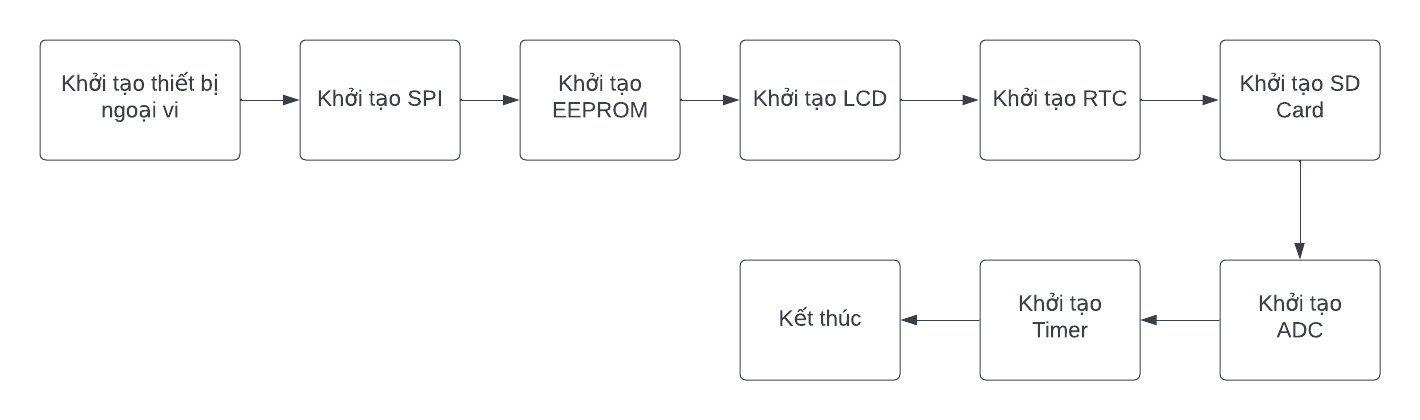 Khởi tạo thiết bị
ngoại vi
Khởi tạo SPI
Khởi tạo
EEPROM
Khởi tạo LCD
Khởi tạo RTC
Khởi tạo SD
Card
Khởi tạo
ADC
Khởi tạo
Timer
Kết thúc